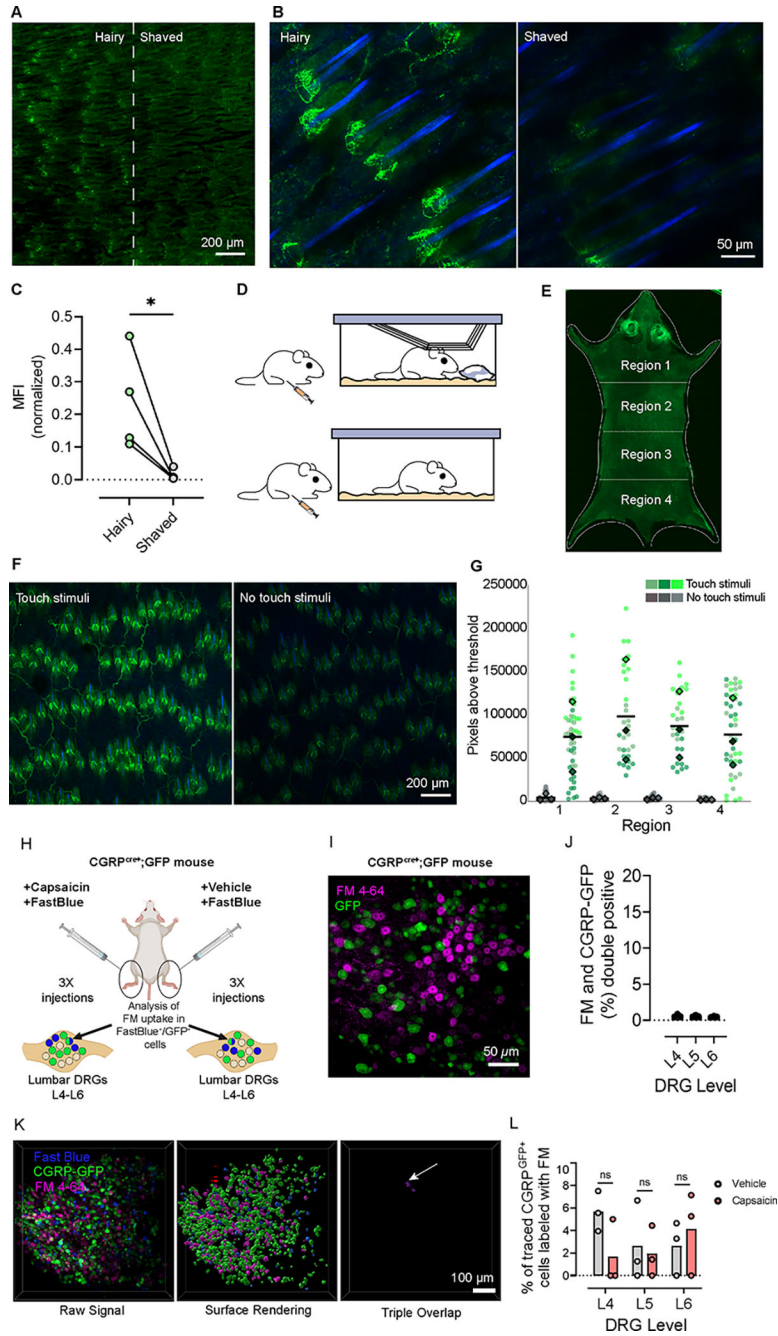 A
Hairy
Shaved
200 µm
B
Hairy
Shaved
50 µm
C
0.5
0.4
0.3
0.2
0.1
0.0
MFI
(normalized)
*
Hairy
Shaved
D
E
Region 1
Region 2
Region 3
Region 4
F
Touch stimuli
No touch stimuli
200 µm
G
Touch stimuli
No touch stimuli
250000
200000
150000
100000
50000
0
Pixels above threshold
1
2
3
4
Region
H
CGRPcre+;GFP mouse
+Capsaicin
+FastBlue
+Vehicle
+FastBlue
3X
injections
3X
injections
Analysis of
FM uptake in
FastBlue+/GFP+
cells
Lumbar DRGs
L4-L6
Lumbar DRGs
L4-L6
I
CGRPcre+;GFP mouse
FM 4-64
GFP
50 µm
J
20
15
10
5
0
FM and CGRP-GFP
(%) double positive
L4
L5
L6
DRG Level
K
Fast Blue
CGRP-GFP
FM 4-64
100 µm
Raw Signal
Surface Rendering
Triple Overlap
L
% of traced CGRPGFP+
cells labeled with FM
10
8
6
4
2
0
ns
ns
ns
Vehicle
Capsaicin
L4
L5
L6
DRG Level